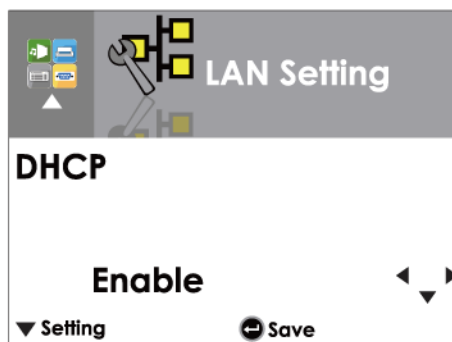 LAN Setting
DHCP
Enable
Setting
Save